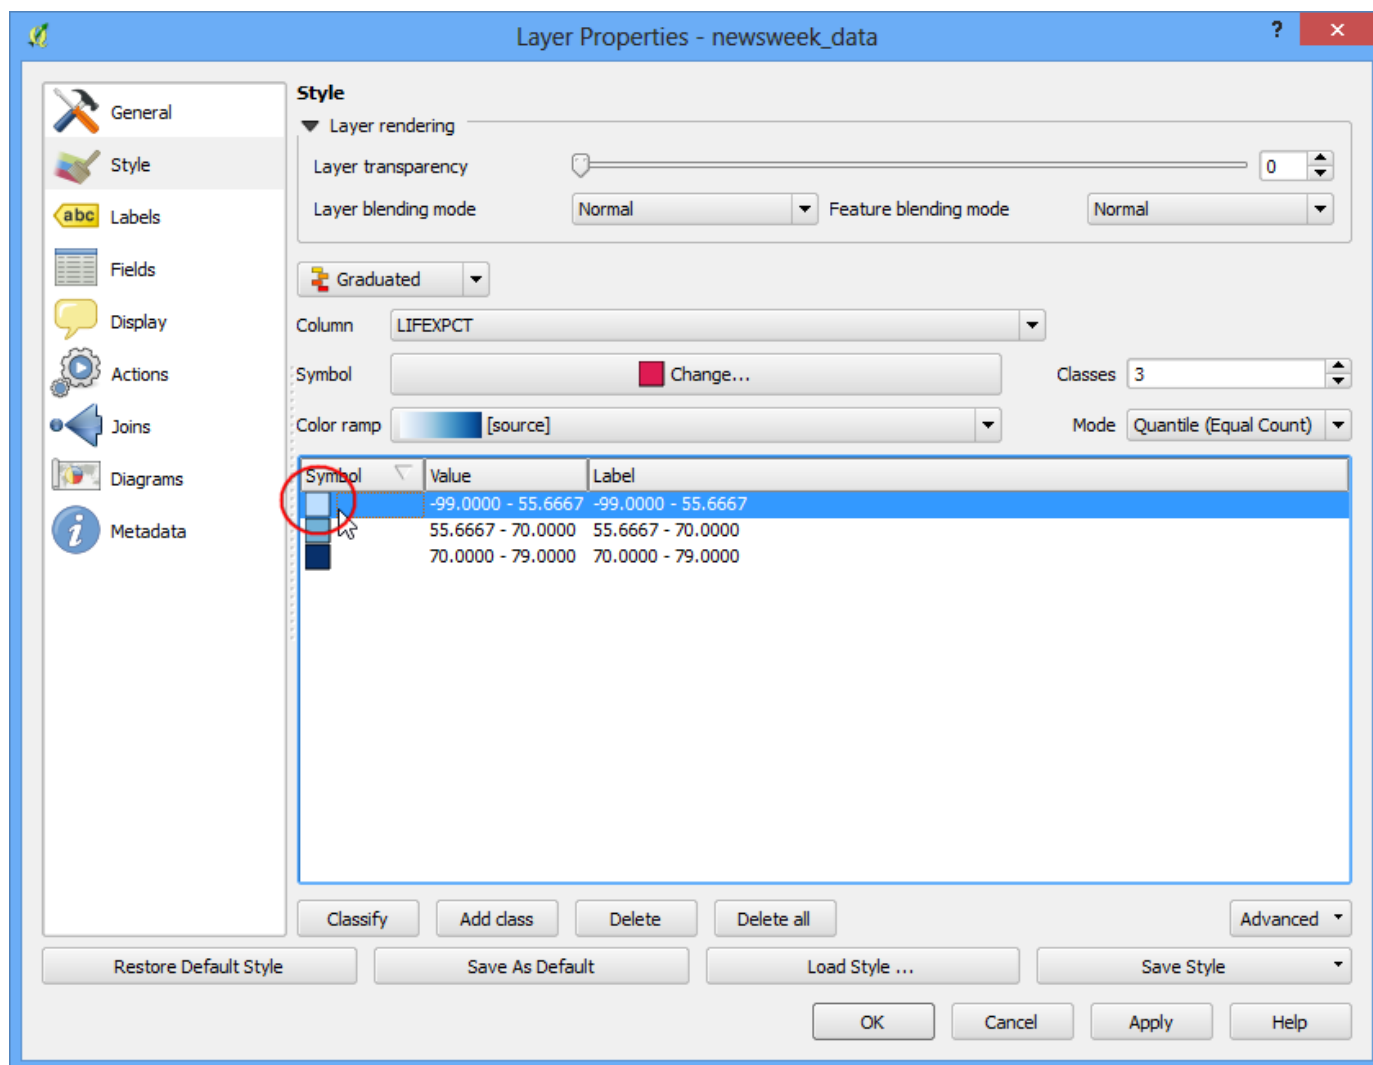 Layer Properties - newsweek_data
?
General
Style
abc Labels
Fields
Display
Actions
Joins
Diagrams
i Metadata
Style
Layer rendering
Layer transparency 0
Layer blending mode Normal Feature blending mode Normal
Graduated
Column LIFEXPCT
Symbol Change... Classes 3
Color ramp [source] Mode Quantile (Equal Count)
Symbol Value Label
-99.0000 - 55.6667 -99.0000 - 55.6667
55.6667 - 70.0000 55.6667 - 70.0000
70.0000 - 79.0000 70.0000 - 79.0000
Classify Add class Delete Delete all Advanced
Restore Default Style Save As Default Load Style ... Save Style
OK Cancel Apply Help